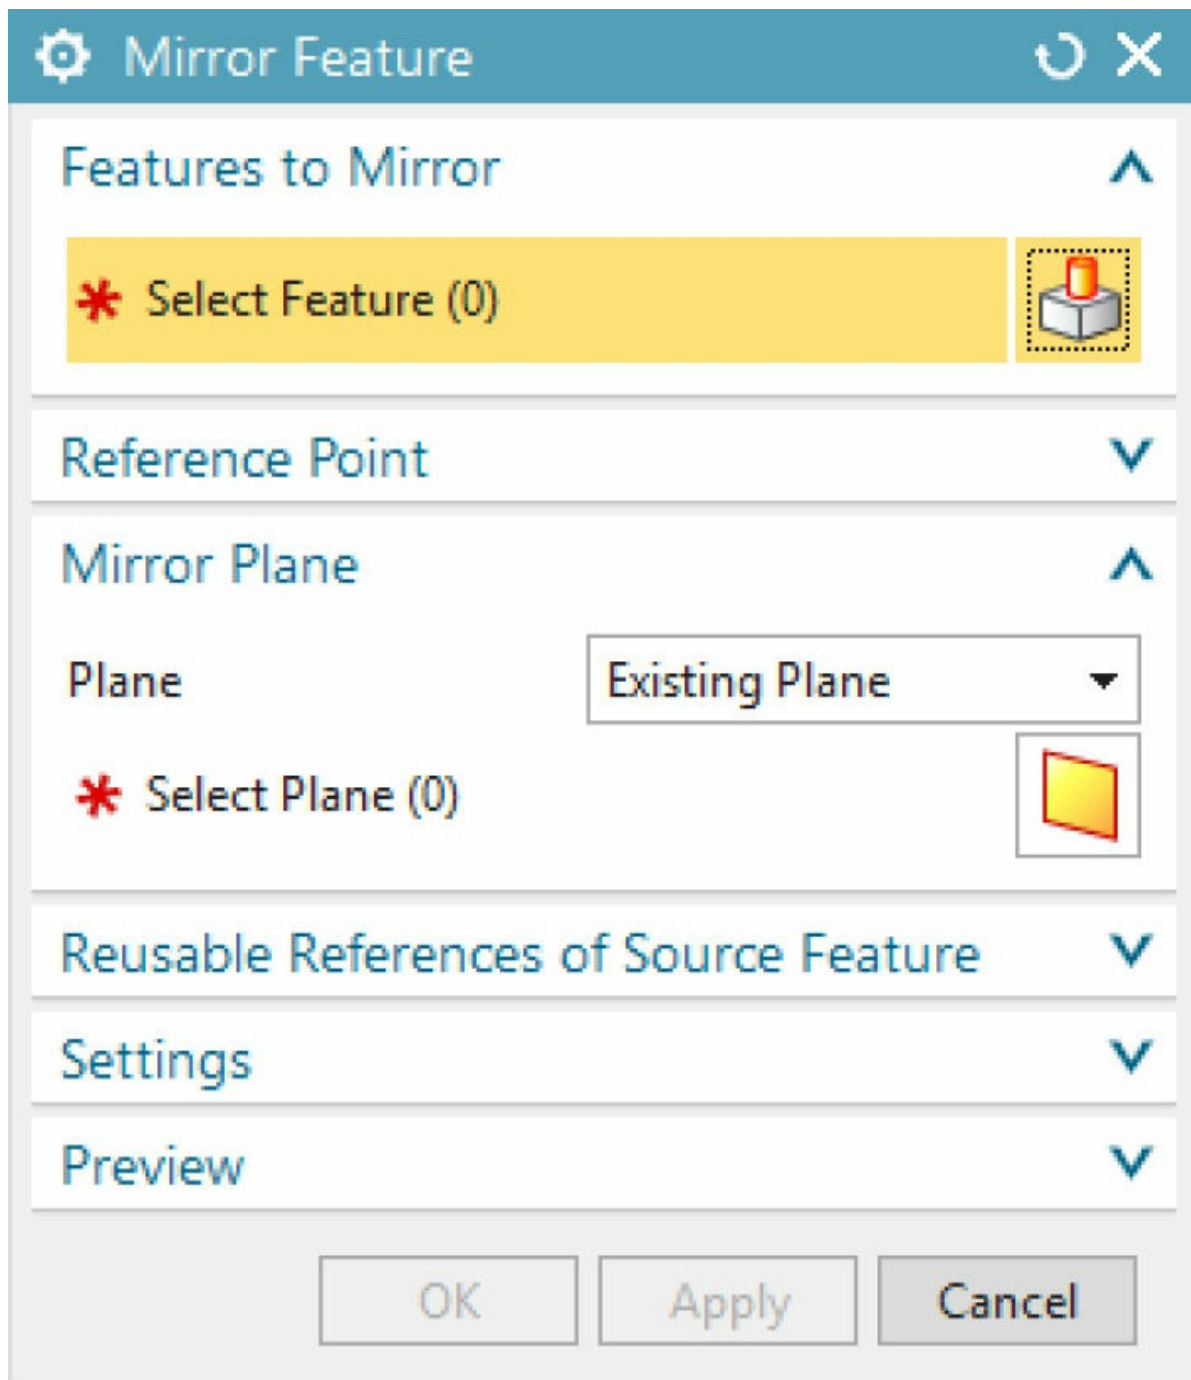 Mirror Feature
Features to Mirror
* Select Feature (0)
Reference Point
Mirror Plane
Plane Existing Plane
* Select Plane (0)
Reusable References of Source Feature
Settings
Preview
OK Apply Cancel